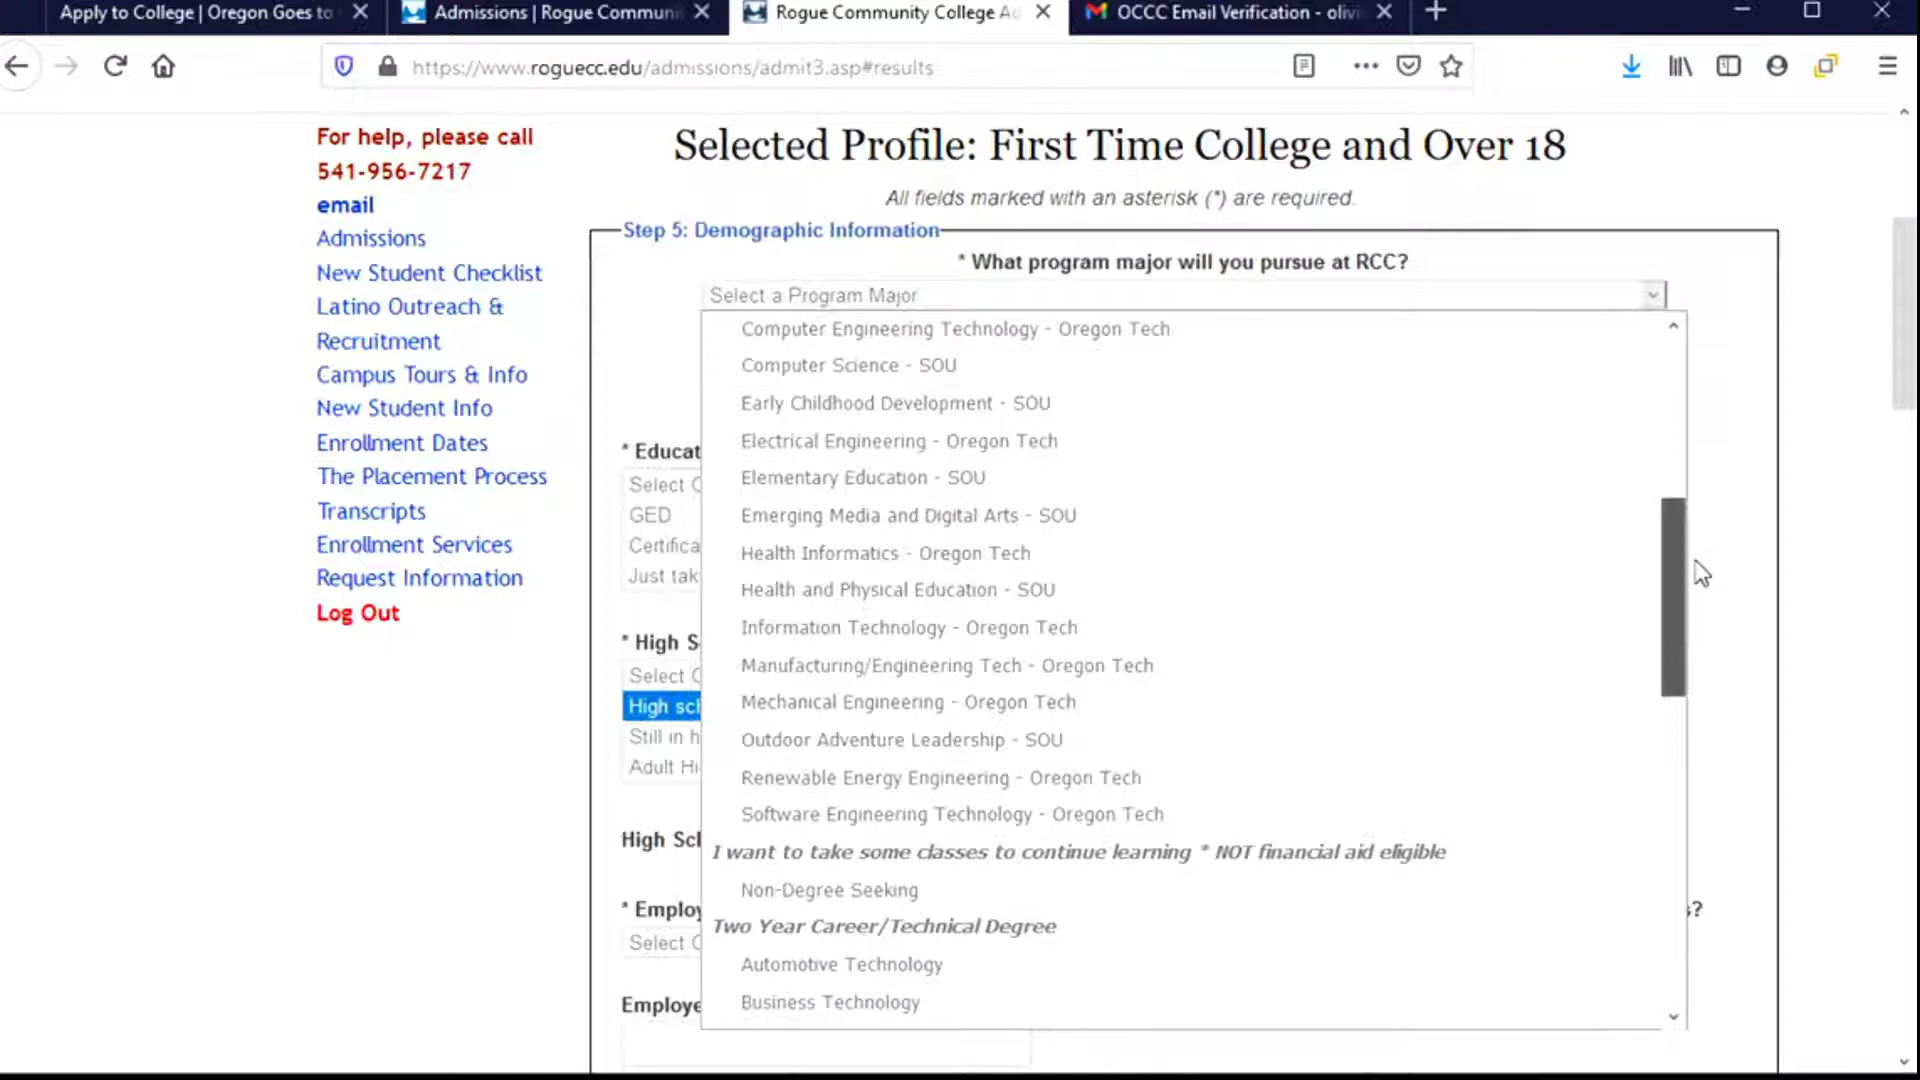 Apply to College | Oregon Goes to
Admissions | Rogue Commun
Rogue Community College A
OCCC Email Verification - olivi
https://www.roguecc.edu/admissions/admit3.asp#results
For help, please call
541-956-7217
email
Admissions
New Student Checklist
Latino Outreach &
Recruitment
Campus Tours & Info
New Student Info
Enrollment Dates
The Placement Process
Transcripts
Enrollment Services
Request Information
Log Out
Selected Profile: First Time College and Over 18
All fields marked with an asterisk (*) are required.
Step 5: Demographic Information
* What program major will you pursue at RCC?
Select a Program Major
Computer Engineering Technology - Oregon Tech
Computer Science - SOU
Early Childhood Development - SOU
Electrical Engineering - Oregon Tech
Elementary Education - SOU
Emerging Media and Digital Arts - SOU
Health Informatics - Oregon Tech
Health and Physical Education - SOU
Information Technology - Oregon Tech
Manufacturing/Engineering Tech - Oregon Tech
Mechanical Engineering - Oregon Tech
Outdoor Adventure Leadership - SOU
Renewable Energy Engineering - Oregon Tech
Software Engineering Technology - Oregon Tech
I want to take some classes to continue learning * NOT financial aid eligible
Non-Degree Seeking
Two Year Career/Technical Degree
Automotive Technology
Business Technology
* Educat
Select
GED
Certifica
Just tak
* High S
Select
High sch
Still in h
Adult Hi
High Scl
* Employ
?
Select
Employe